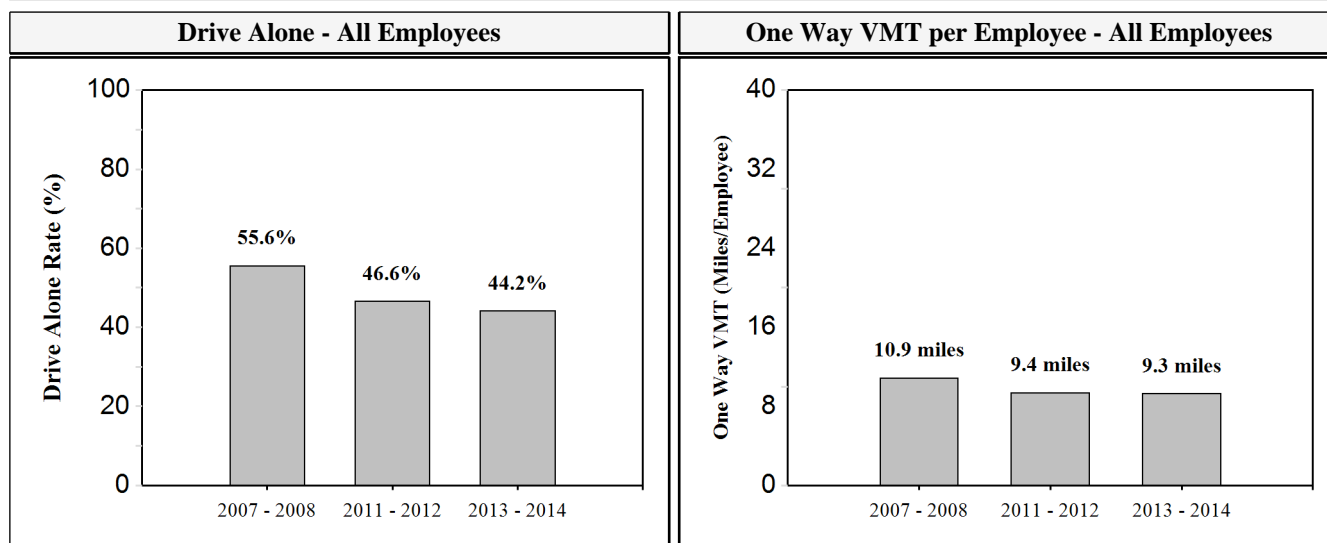 Drive Alone - All Employees
One Way VMT per Employee - All Employees
Drive Alone Rate (%)
100
80
60
40
20
0
55.6%
46.6%
44.2%
2007 - 2008
2011 - 2012
2013 - 2014
One Way VMT (Miles/Employee)
40
32
24
16
8
0
10.9 miles
9.4 miles
9.3 miles
2007 - 2008
2011 - 2012
2013 - 2014